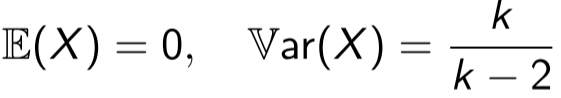 𝔼(X) = 0, 𝕍ar(X) = k / (k − 2)